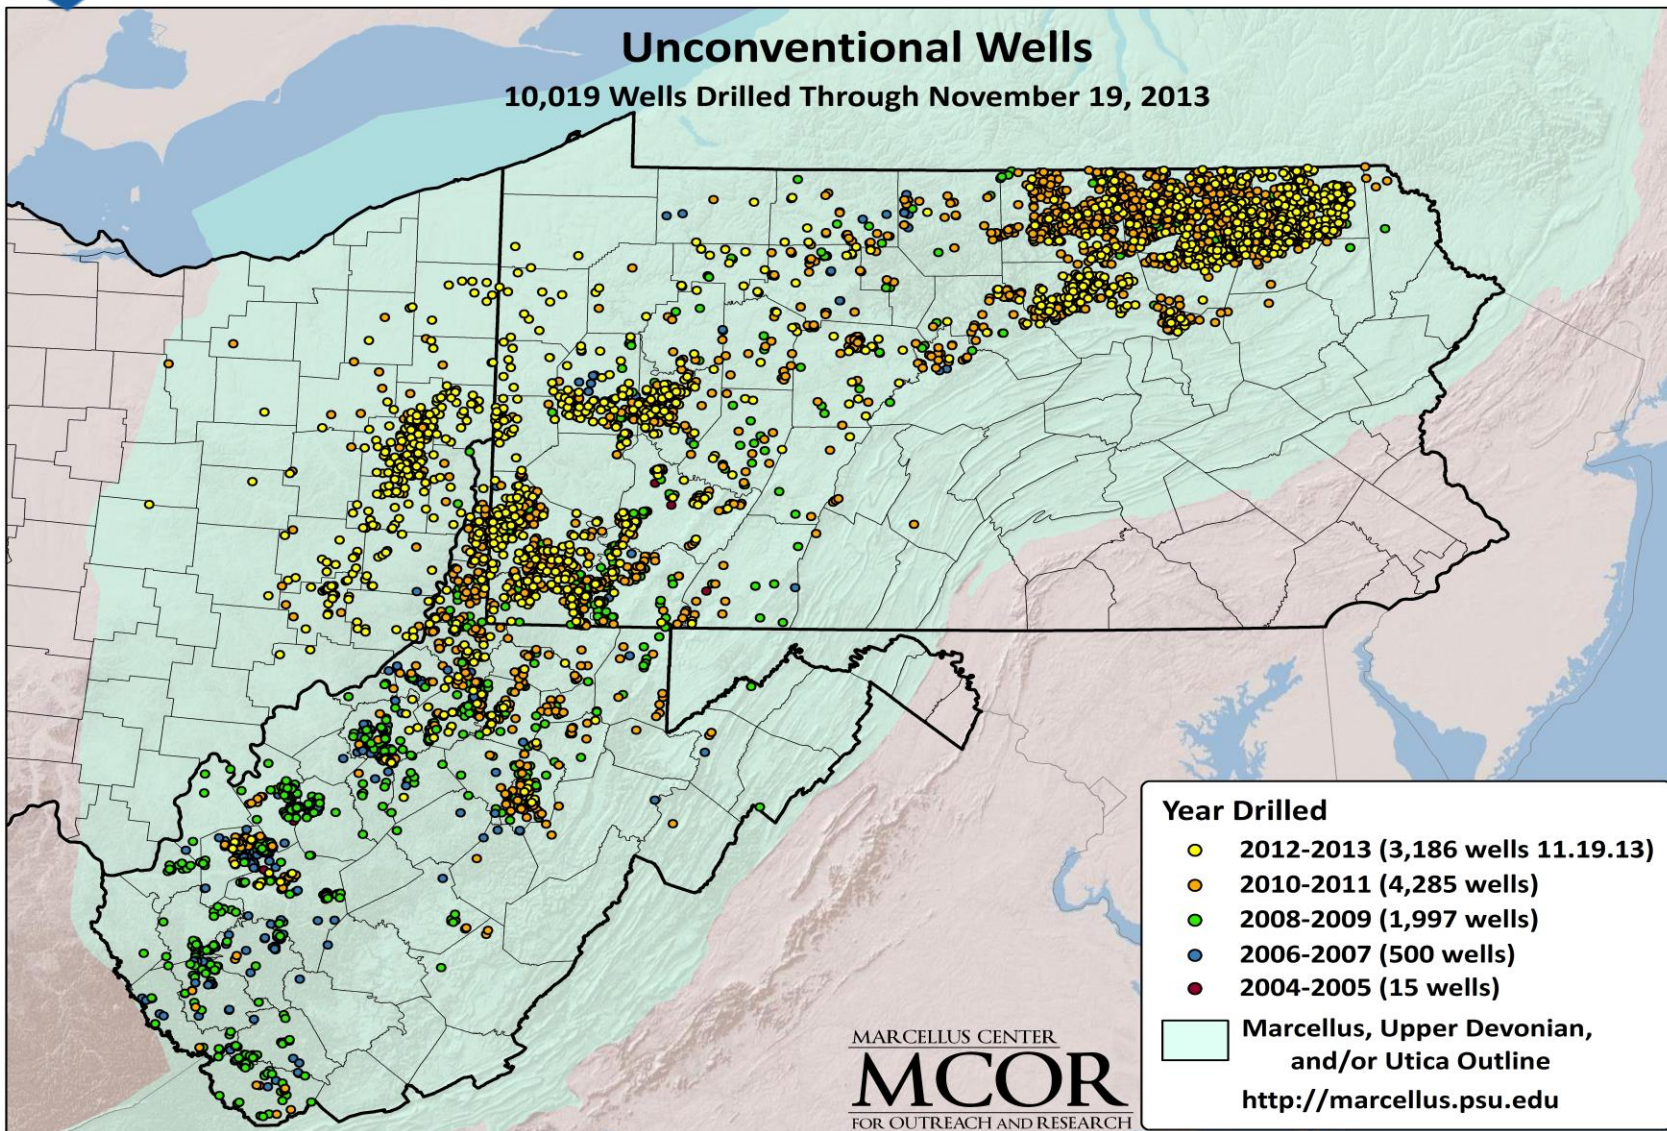 Unconventional Wells
10,019 Wells Drilled Through November 19, 2013
Year Drilled
2012-2013 (3,186 wells 11.19.13)
2010-2011 (4,285 wells)
2008-2009 (1,997 wells)
2006-2007 (500 wells)
2004-2005 (15 wells)
Marcellus, Upper Devonian,
and/or Utica Outline
http://marcellus.psu.edu
MARCELLUS CENTER
MCOR
FOR OUTREACH AND RESEARCH